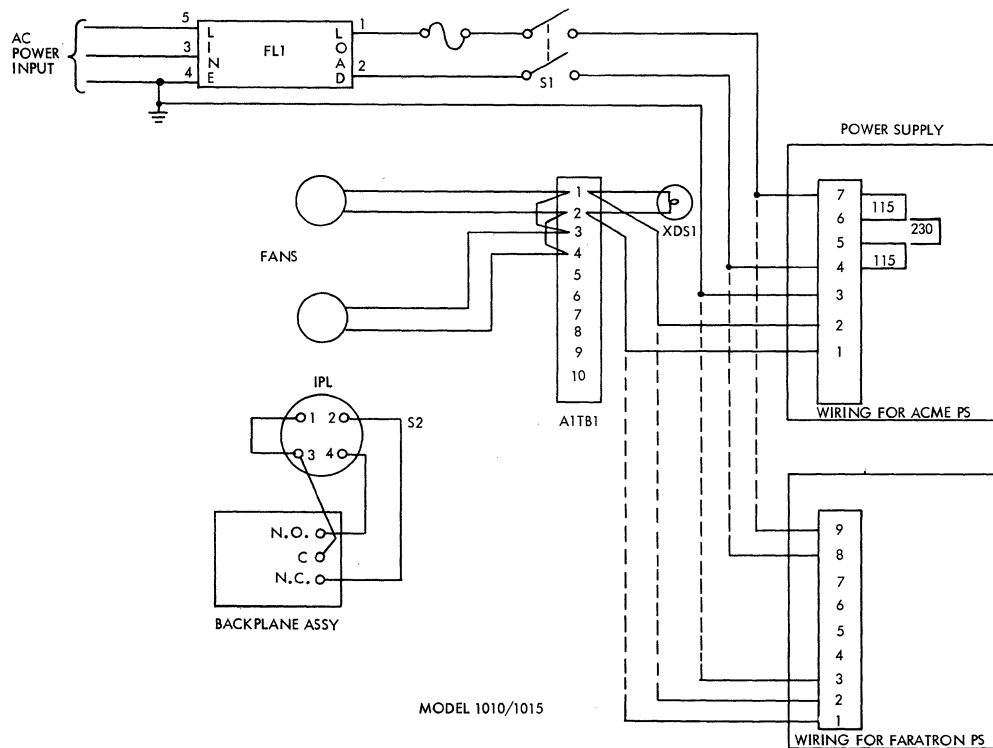 AC
POWER
INPUT
5
3
4
LINE
FL1
LOAD
1
2
S1
POWER SUPPLY
FANS
1
2
3
4
5
6
7
8
9
10
A1TB1
XDS1
7
6
5
4
3
2
1
115
230
115
WIRING FOR ACME PS
IPL
1 2
3 4
S2
N.O.
C
N.C.
BACKPLANE ASSY
9
8
7
6
5
4
3
2
1
WIRING FOR FARATRON PS
MODEL 1010/1015